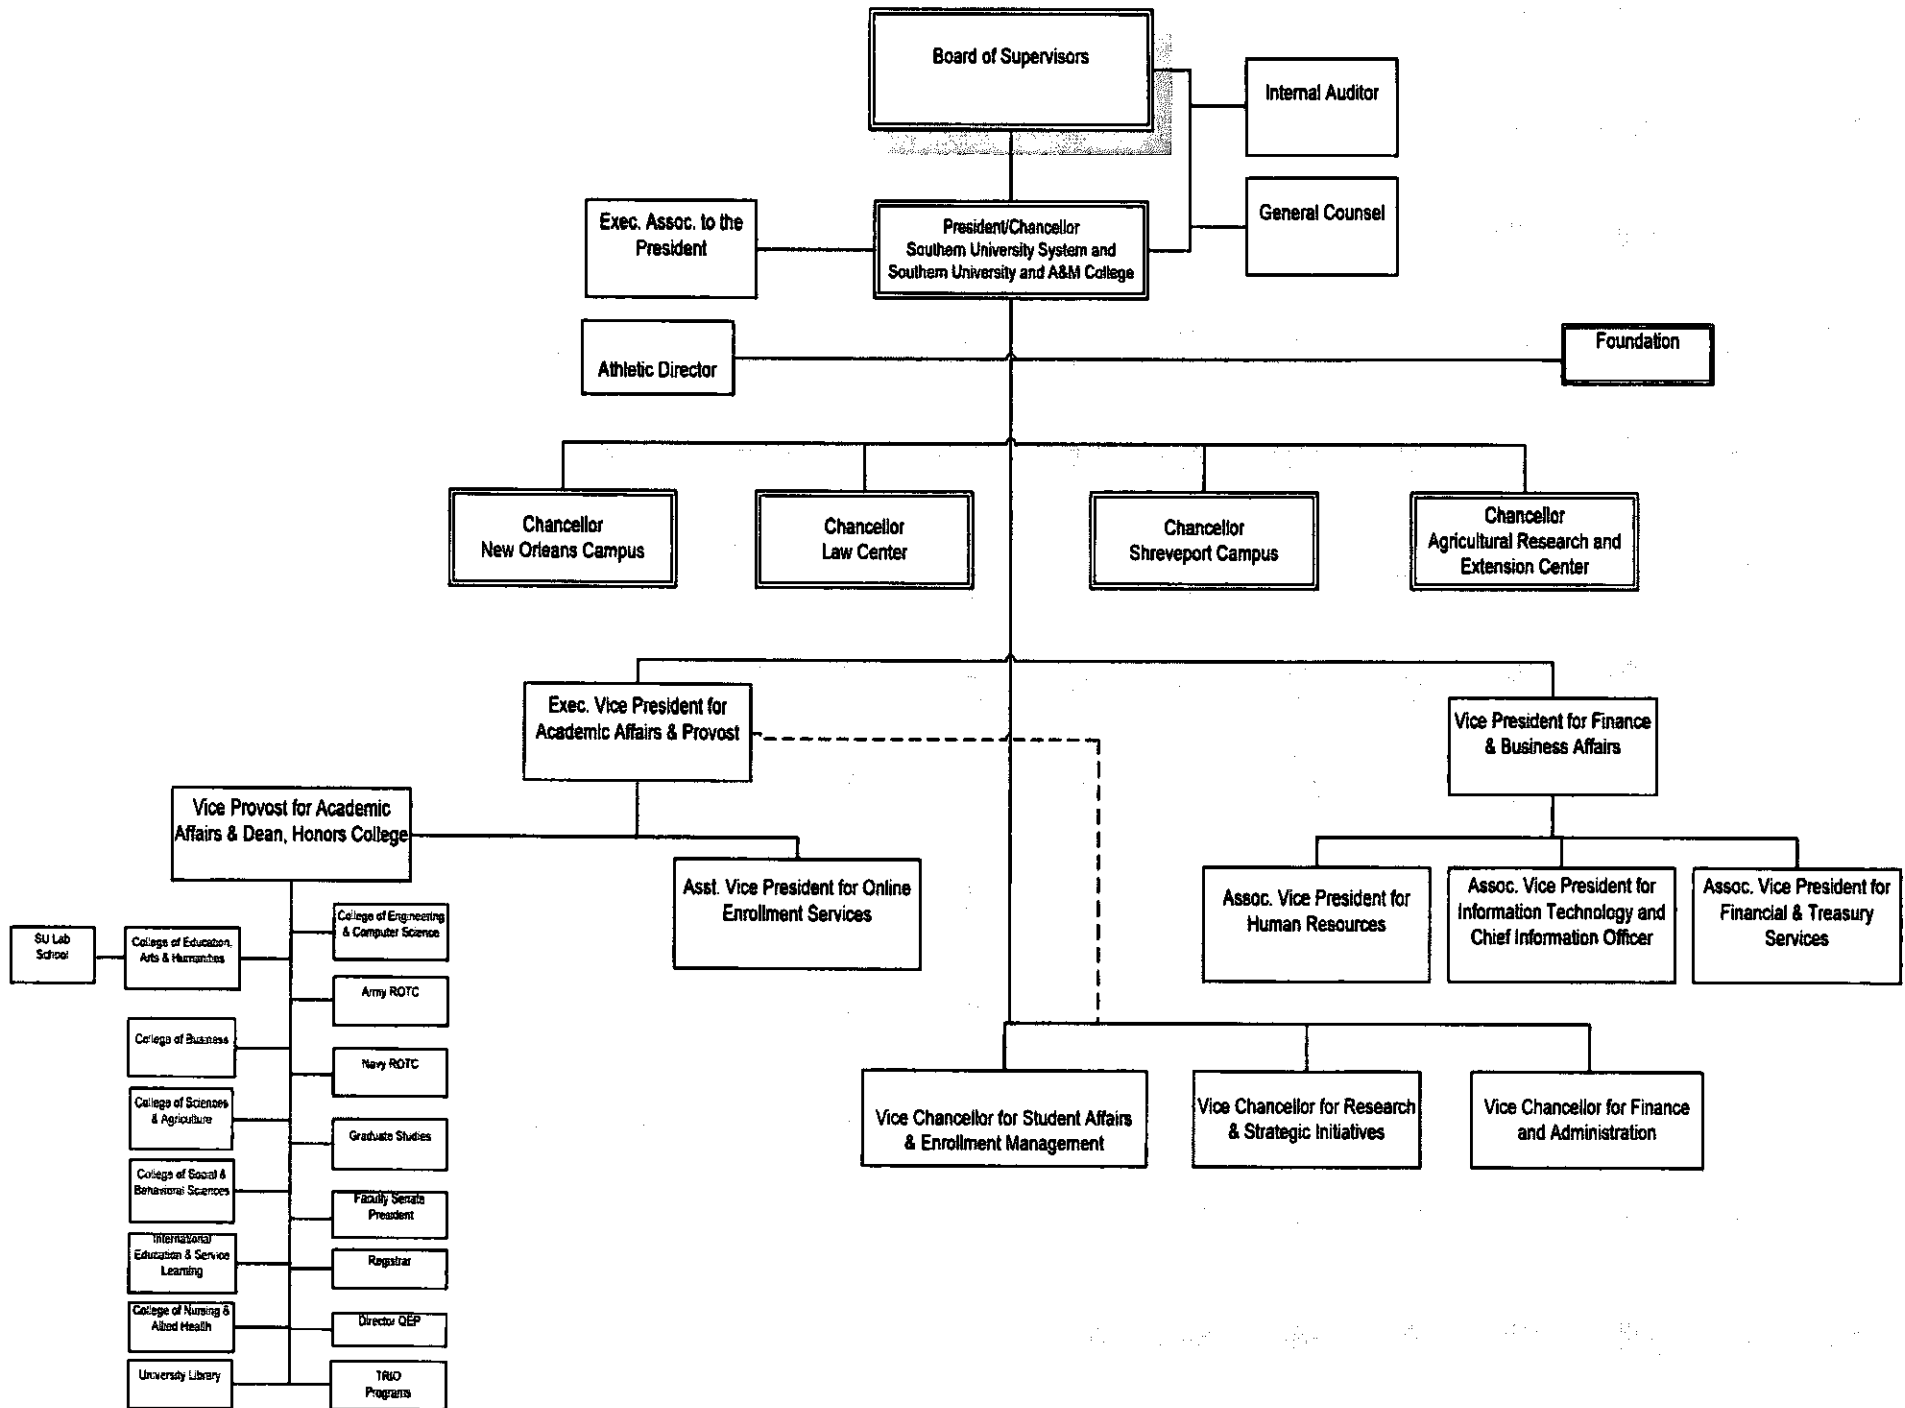 Board of Supervisors
Internal Auditor
General Counsel
Exec. Assoc. to the
President
President/Chancellor
Southern University System and
Southern University and A&M College
Athletic Director
Foundation
Chancellor
New Orleans Campus
Chancellor
Law Center
Chancellor
Shreveport Campus
Chancellor
Agricultural Research and
Extension Center
Exec. Vice President for
Academic Affairs & Provost
Vice President for Finance
& Business Affairs
Vice Provost for Academic
Affairs & Dean, Honors College
Asst. Vice President for Online
Enrollment Services
Assoc. Vice President for
Human Resources
Assoc. Vice President for
Information Technology and
Chief Information Officer
Assoc. Vice President for
Financial & Treasury
Services
SU Lab
School
College of Education,
Arts & Humanities
College of Engineering
& Computer Science
Army ROTC
College of Business
Navy ROTC
College of Sciences
& Agriculture
Graduate Studies
College of Social &
Behavioral Sciences
Faculty Senate
President
International
Education & Service
Learning
Registrar
College of Nursing &
Allied Health
Director QEP
University Library
TRIO
Programs
Vice Chancellor for Student Affairs
& Enrollment Management
Vice Chancellor for Research
& Strategic Initiatives
Vice Chancellor for Finance
and Administration